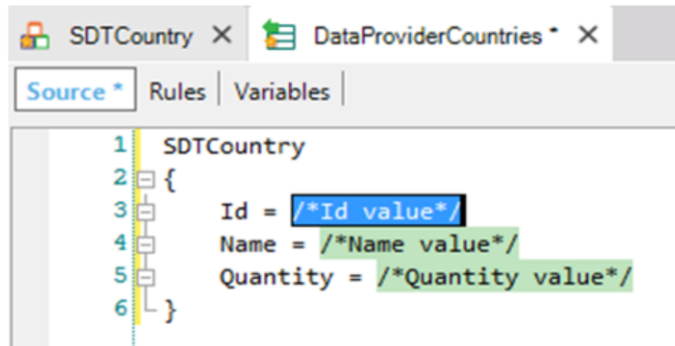 SDTCountry DataProviderCountries *
Source * Rules Variables
1 SDTCountry
2 {
3 Id = /*Id value*/
4 Name = /*Name value*/
5 Quantity = /*Quantity value*/
6 }